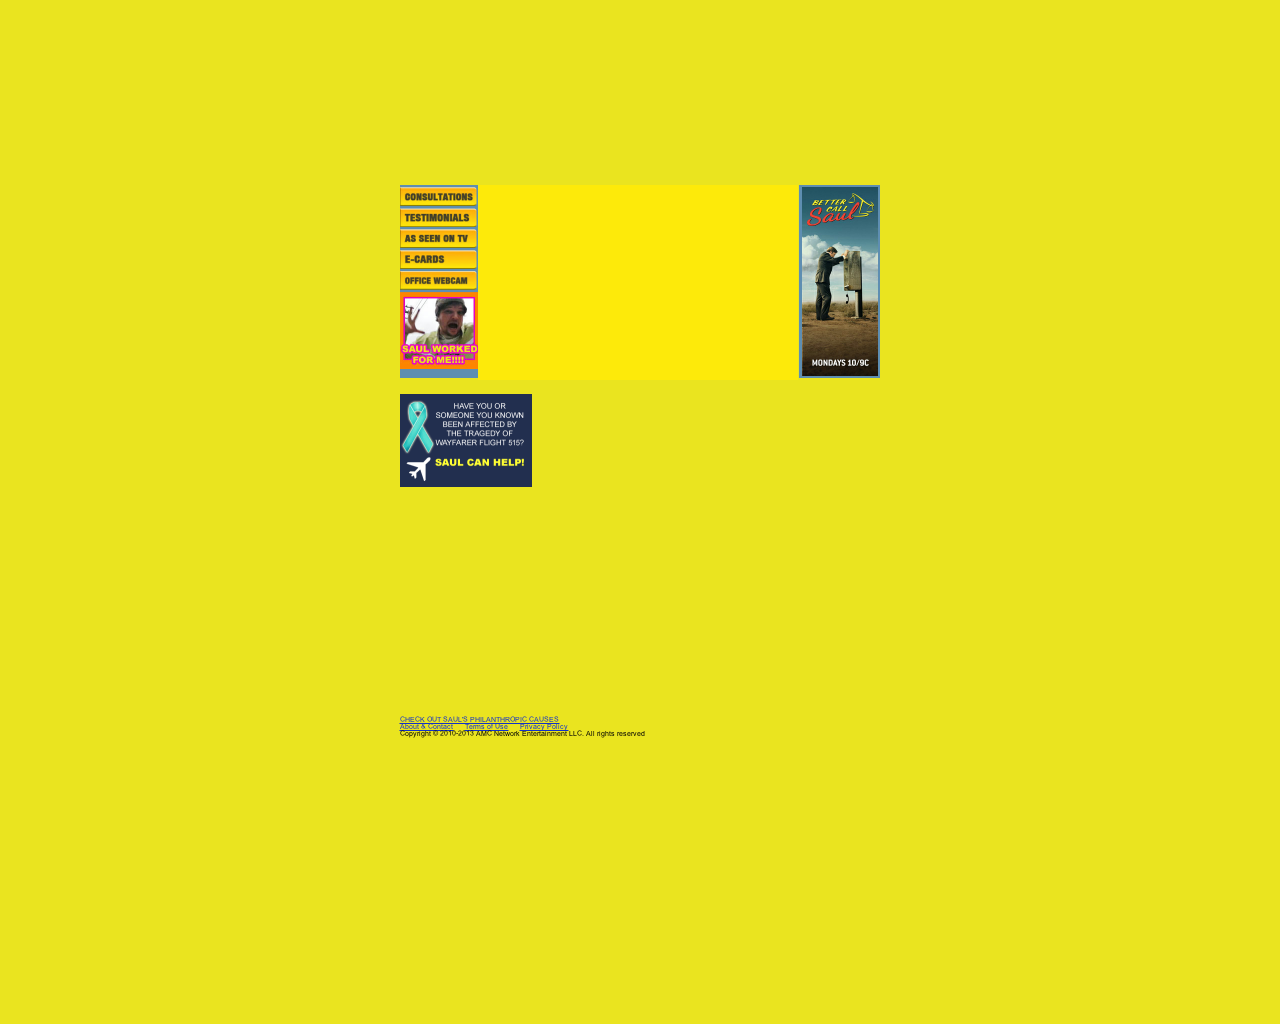 CONSULTATIONS
TESTIMONIALS
AS SEEN ON TV
E-CARDS
OFFICE WEBCAM
SAUL WORKED
FOR ME!!!!
BETTER
CALL
Saul
MONDAYS 10/9C
HAVE YOU OR
SOMEONE YOU KNOWN
BEEN AFFECTED BY
THE TRAGEDY OF
WAYFARER FLIGHT 515?
SAUL CAN HELP!
CHECK OUT SAUL'S PHILANTHROPIC CAUSES
About & Contact Terms of Use Privacy Policy
Copyright © 2010-2013 AMC Network Entertainment LLC. All rights reserved